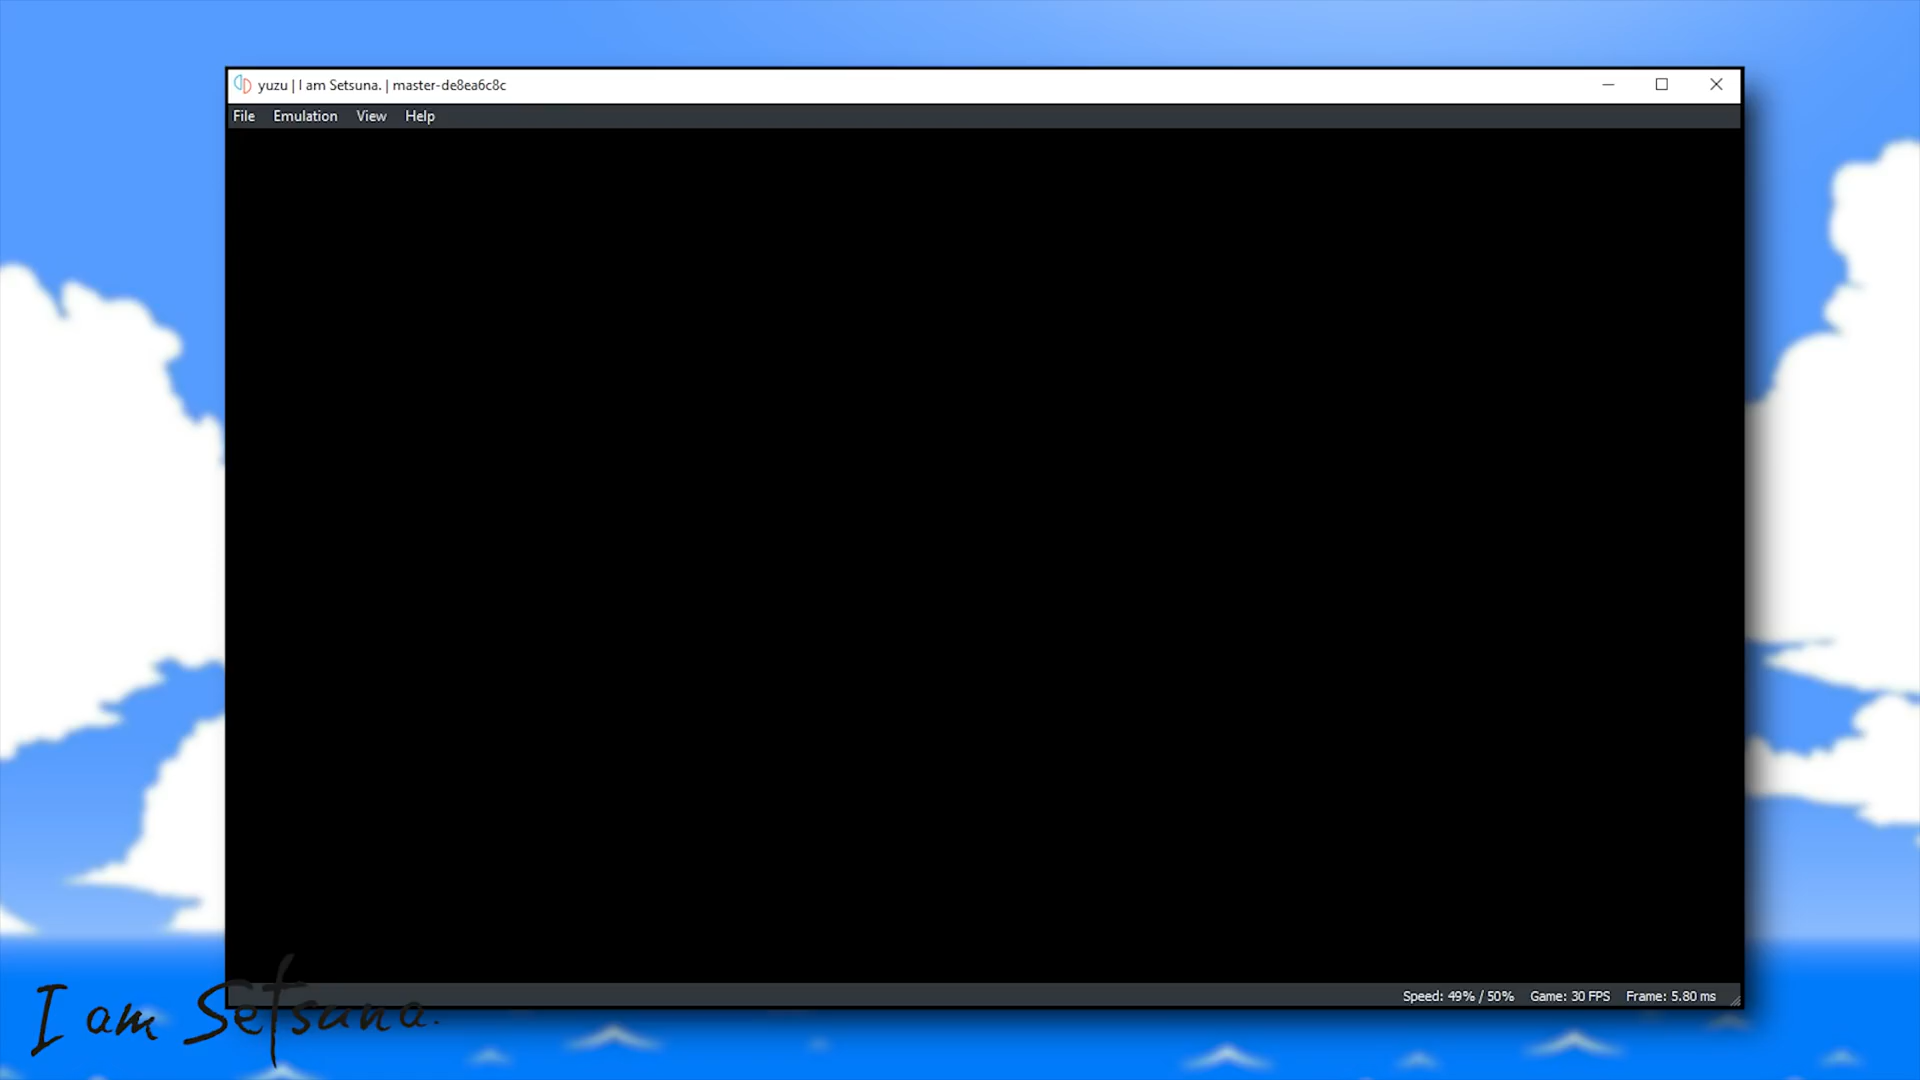 yuzu | I am Setsuna. | master-de8ea6c8c
File Emulation View Help
Speed: 49% / 50% Game: 30 FPS Frame: 5.80 ms
I am Setsuna.